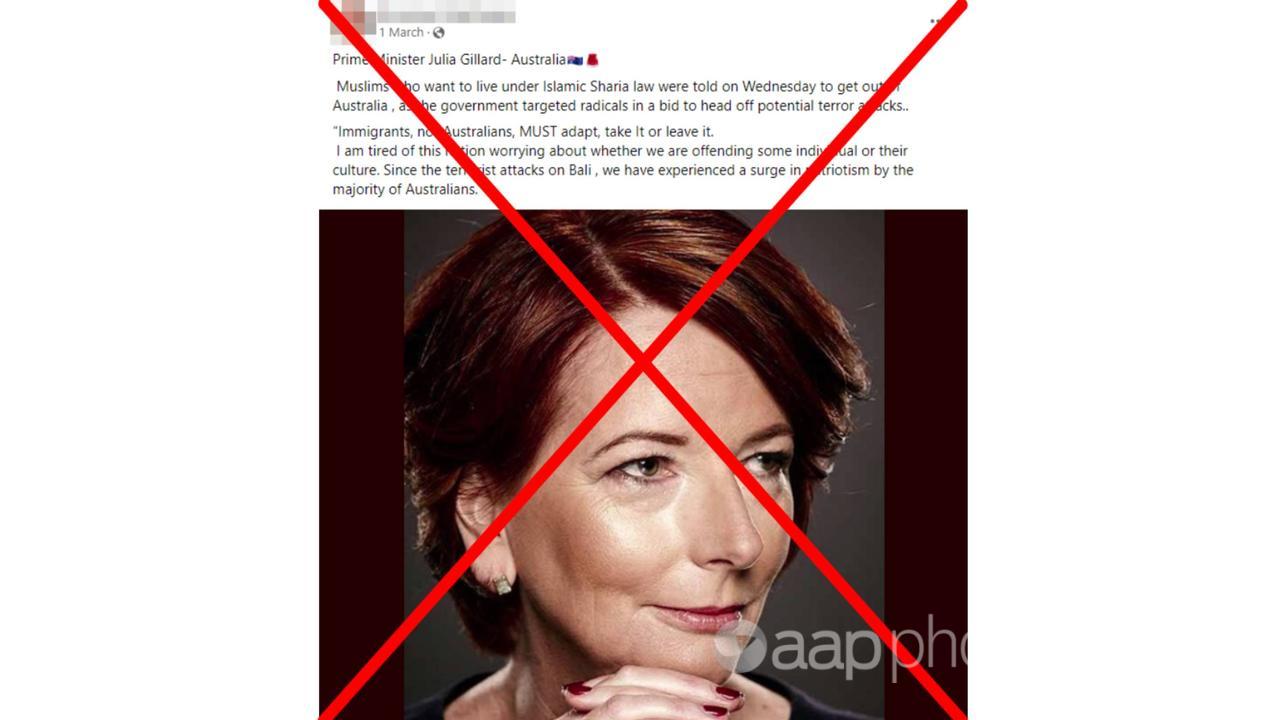 1 March ·
Prime Minister Julia Gillard- Australia
Muslims who want to live under Islamic Sharia law were told on Wednesday to get out of
Australia , as the government targeted radicals in a bid to head off potential terror attacks..
"Immigrants, not Australians, MUST adapt, take It or leave it.
I am tired of this nation worrying about whether we are offending some individual or their
culture. Since the terrorist attacks on Bali , we have experienced a surge in patriotism by the
majority of Australians.
aappho